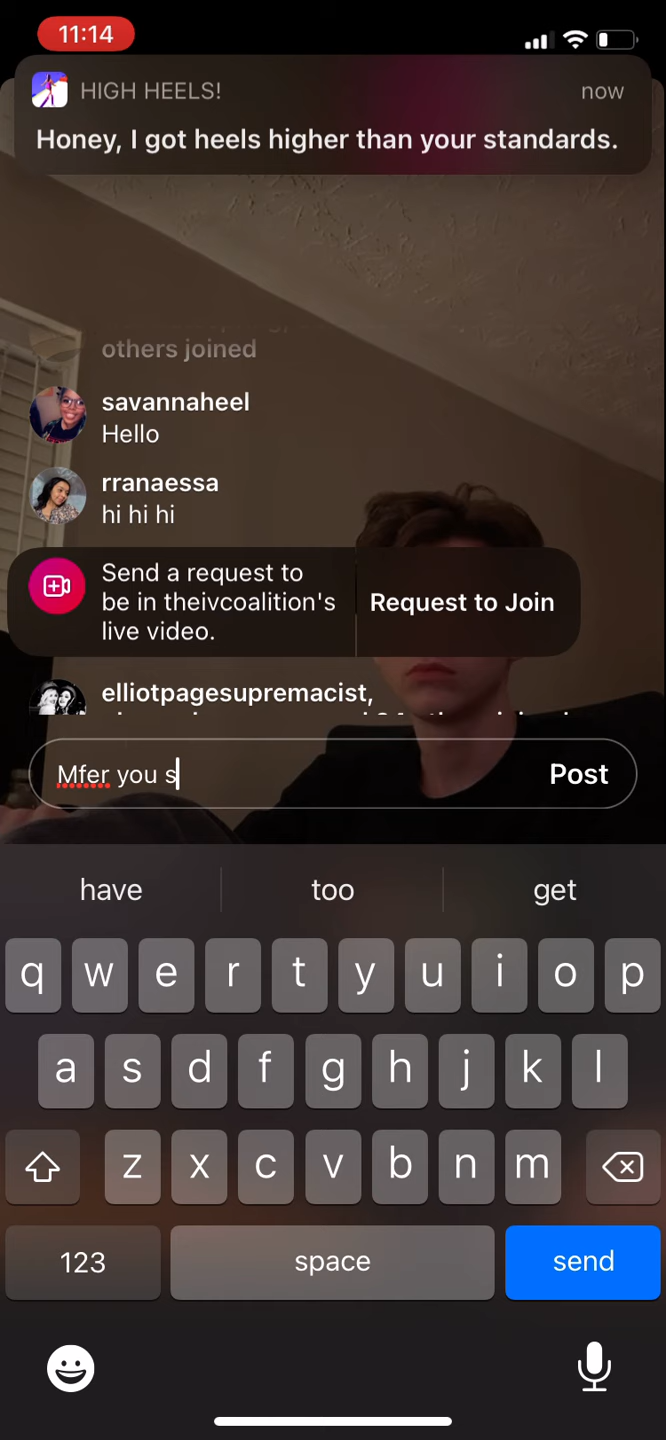 11:14
HIGH HEELS!
now
Honey, I got heels higher than your standards.
others joined
savannaheel
Hello
rranaessa
hi hi hi
Send a request to
be in theivcoalition's
live video.
Request to Join
elliotpagesupremacist,
Mfer you s
Post
have too get
q w e r t y u i o p
a s d f g h j k l
z x c v b n m
123 space send